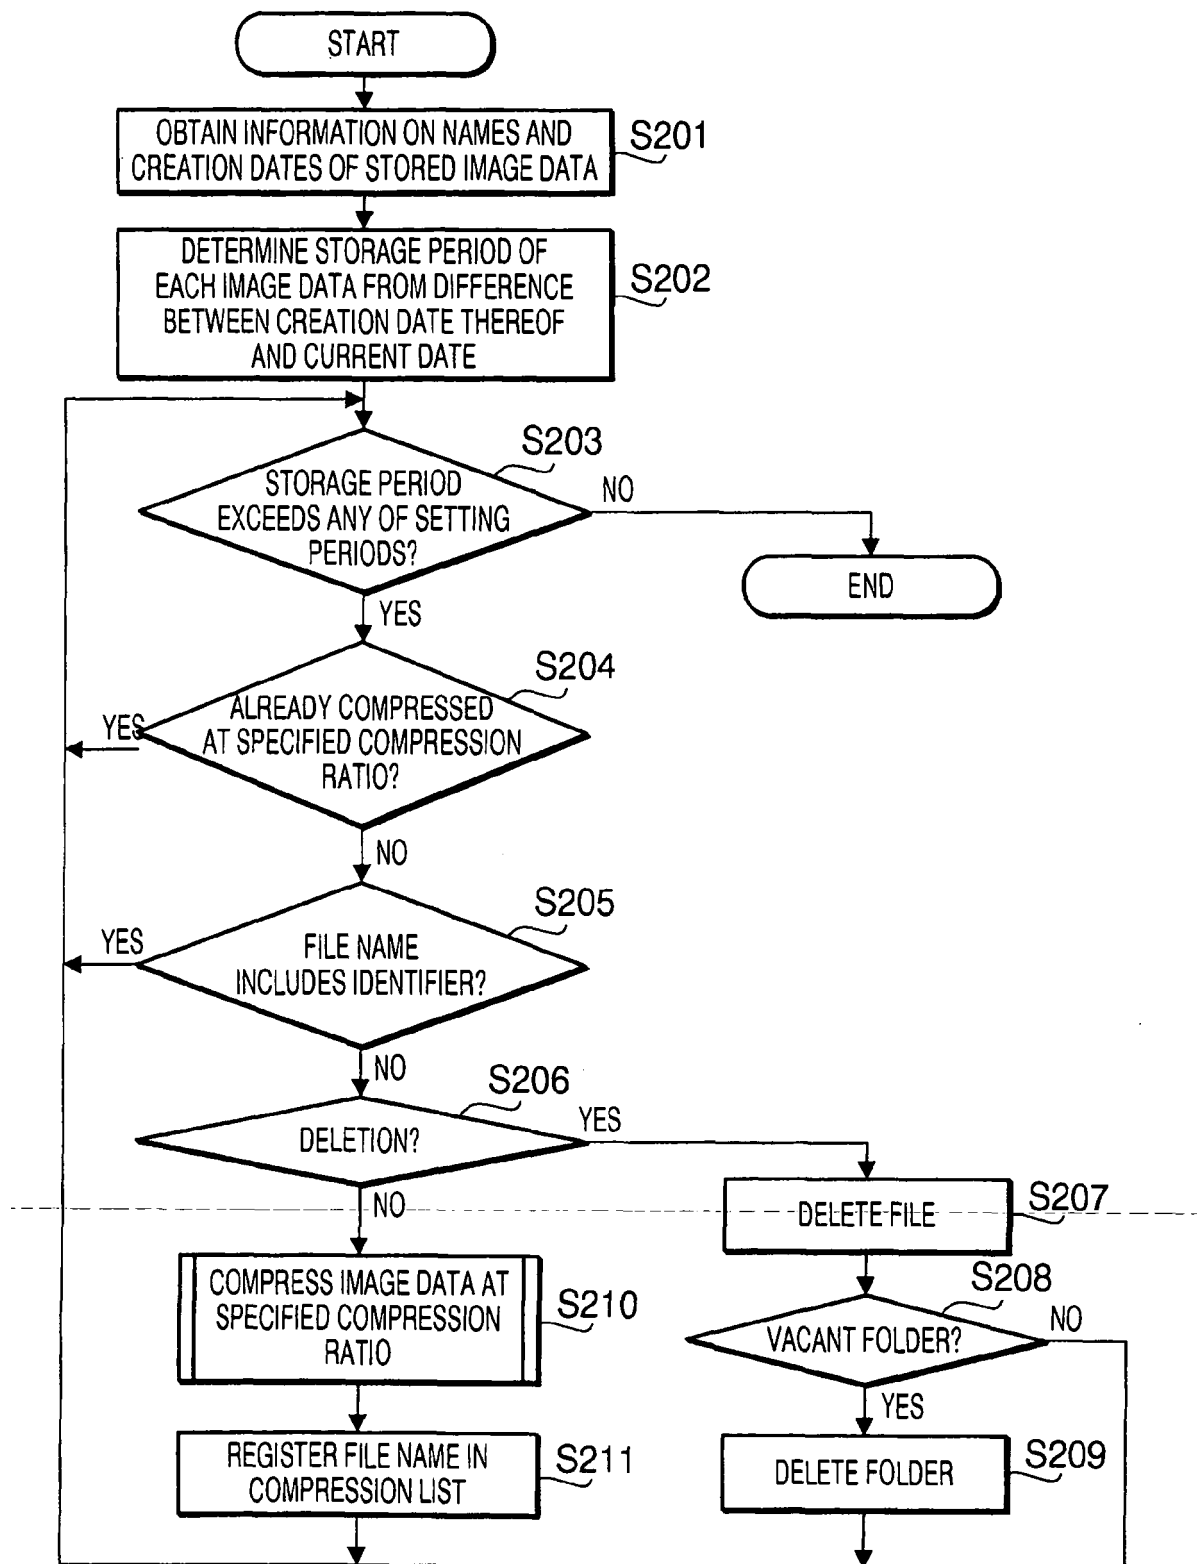 START
OBTAIN INFORMATION ON NAMES AND
CREATION DATES OF STORED IMAGE DATA
S201
DETERMINE STORAGE PERIOD OF
EACH IMAGE DATA FROM DIFFERENCE
BETWEEN CREATION DATE THEREOF
AND CURRENT DATE
S202
S203
STORAGE PERIOD
EXCEEDS ANY OF SETTING
PERIODS?
NO
END
YES
S204
ALREADY COMPRESSED
AT SPECIFIED COMPRESSION
RATIO?
YES
NO
S205
FILE NAME
INCLUDES IDENTIFIER?
YES
NO
S206
DELETION?
YES
NO
DELETE FILE
S207
COMPRESS IMAGE DATA AT
SPECIFIED COMPRESSION
RATIO
S210
S208
VACANT FOLDER?
NO
YES
REGISTER FILE NAME IN
COMPRESSION LIST
S211
DELETE FOLDER
S209